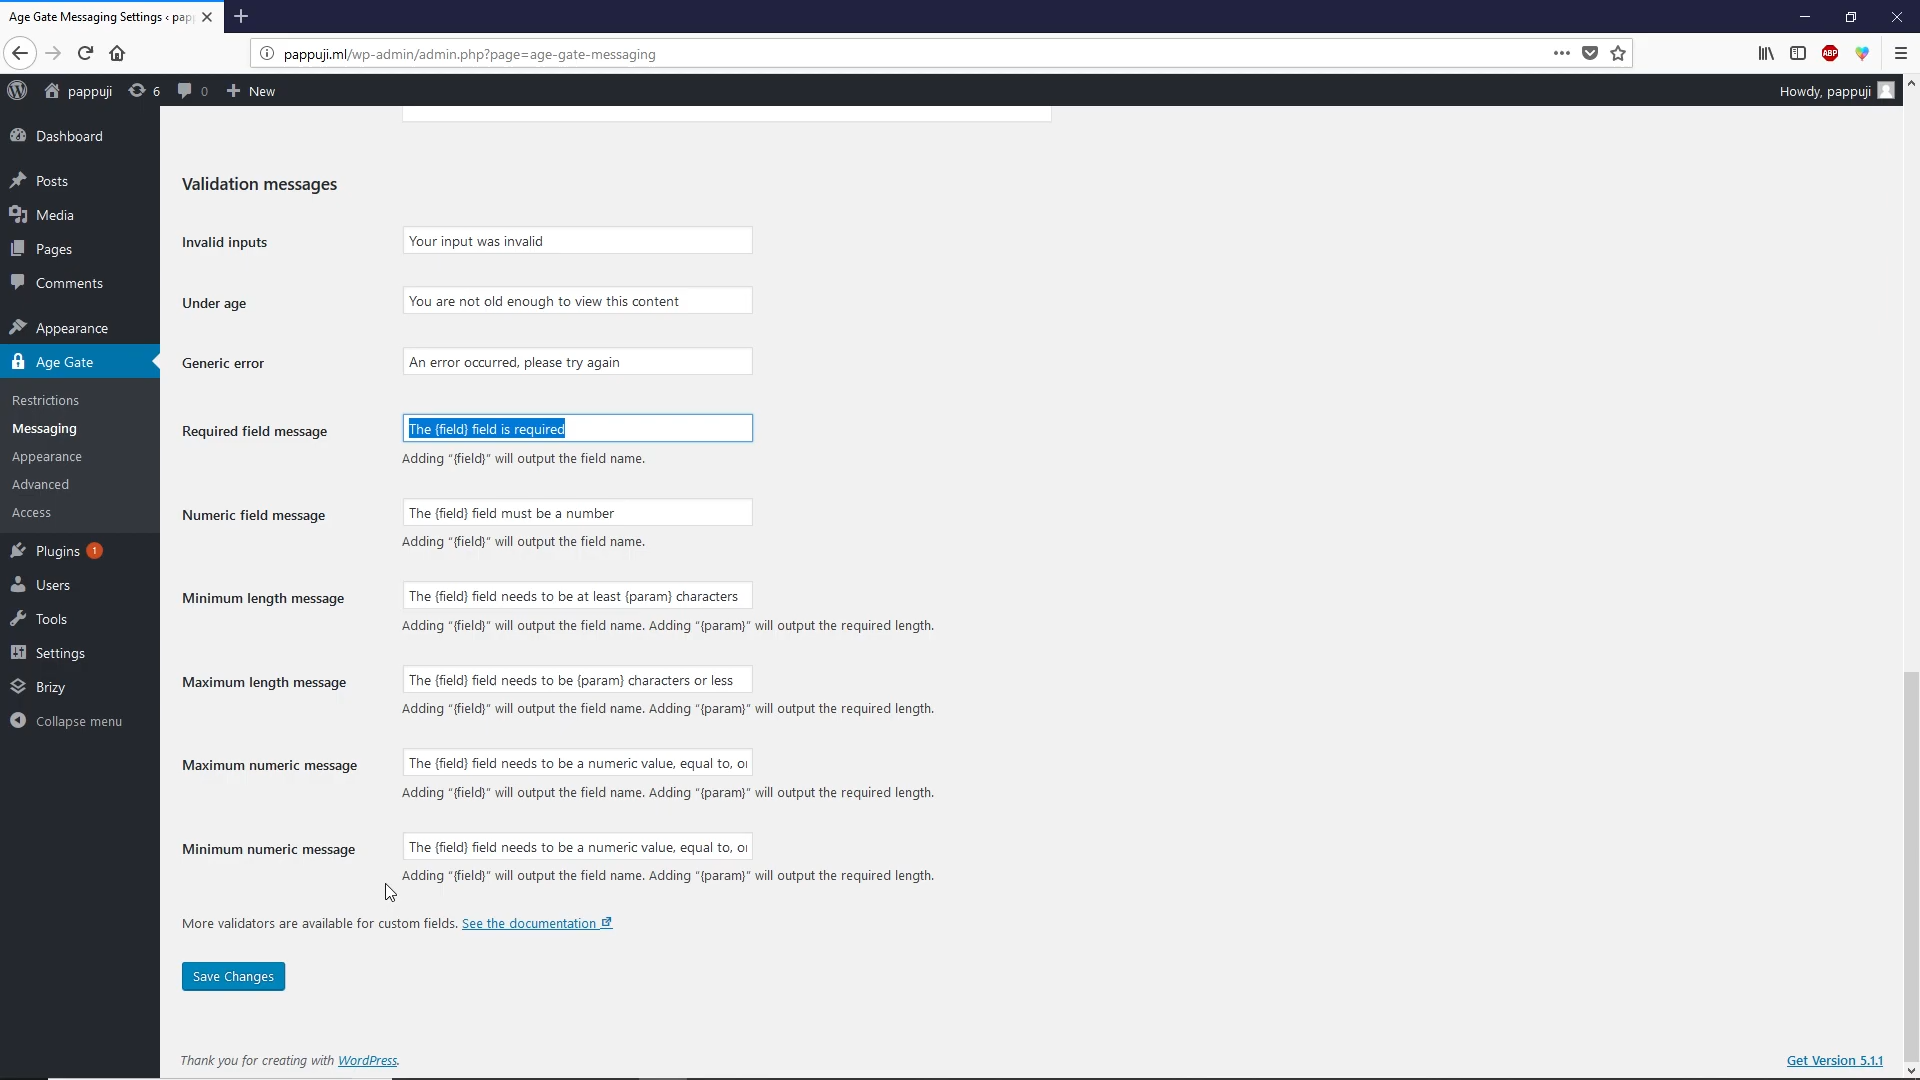 Age Gate Messaging Settings ‹ pap
pappuji.ml/wp-admin/admin.php?page=age-gate-messaging
ABP
pappuji 6 0 New Howdy, pappuji
Dashboard
Posts
Media
Pages
Comments
Appearance
Age Gate
Restrictions
Messaging
Appearance
Advanced
Access
Plugins 1
Users
Tools
Settings
Brizy
Collapse menu
Validation messages
Invalid inputs Your input was invalid
Under age You are not old enough to view this content
Generic error An error occurred, please try again
Required field message The {field} field is required
Adding “{field}” will output the field name.
Numeric field message The {field} field must be a number
Adding “{field}” will output the field name.
Minimum length message The {field} field needs to be at least {param} characters
Adding “{field}” will output the field name. Adding “{param}” will output the required length.
Maximum length message The {field} field needs to be {param} characters or less
Adding “{field}” will output the field name. Adding “{param}” will output the required length.
Maximum numeric message The {field} field needs to be a numeric value, equal to, or
Adding “{field}” will output the field name. Adding “{param}” will output the required length.
Minimum numeric message The {field} field needs to be a numeric value, equal to, or
Adding “{field}” will output the field name. Adding “{param}” will output the required length.
More validators are available for custom fields. See the documentation
Save Changes
Thank you for creating with WordPress. Get Version 5.1.1